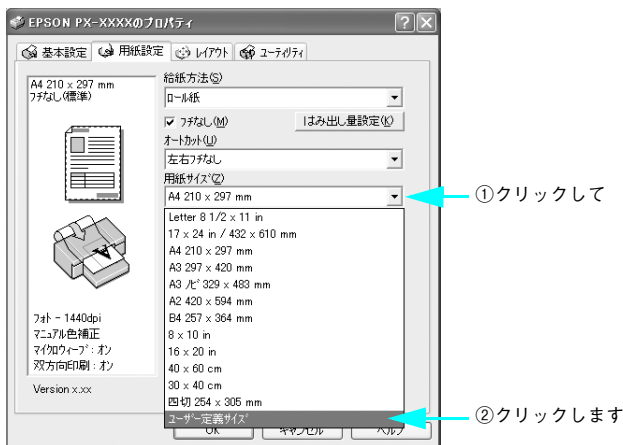 EPSON PX-XXXXのプロパティ
基本設定 用紙設定 レイアウト ユーティリティ
A4 210 x 297 mm
フチなし(標準)
給紙方法(S)
ロール紙
フチなし(M) はみ出し量設定(K)
オートカット(U)
左右フチなし
用紙サイズ(Z)
A4 210 x 297 mm
①クリックして
Letter 8 1/2 x 11 in
17 x 24 in / 432 x 610 mm
A4 210 x 297 mm
A3 297 x 420 mm
A3 ノビ 329 x 483 mm
A2 420 x 594 mm
B4 257 x 364 mm
8 x 10 in
16 x 20 in
40 x 60 cm
30 x 40 cm
四切 254 x 305 mm
ユーザー定義サイズ
②クリックします
フォト - 1440dpi
マニュアル色補正
マイクロウィーブ : オン
双方向印刷 : オン
Version x.xx
OK キャンセル ヘルプ